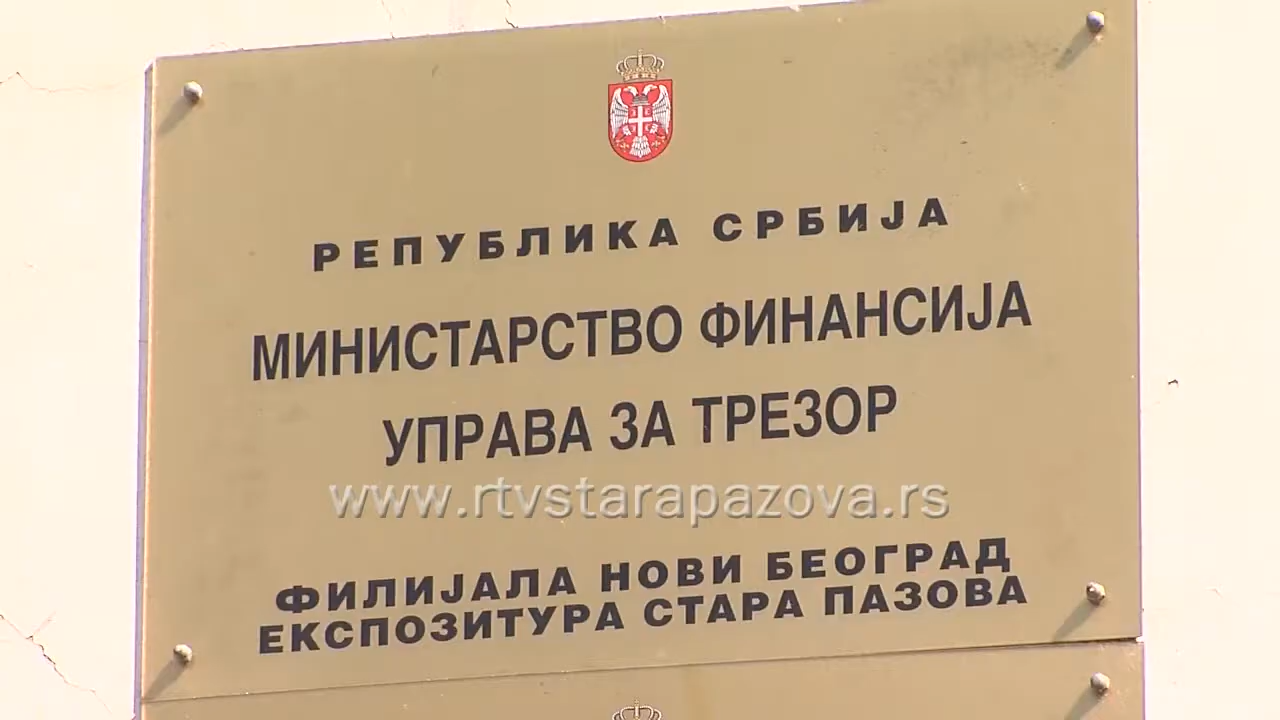 РЕПУБЛИКА СРБИЈА
МИНИСТАРСТВО ФИНАНСИЈА
УПРАВА ЗА ТРЕЗОР
www.rtvstarapazova.rs
ФИЛИЈАЛА НОВИ БЕОГРАД
ЕКСПОЗИТУРА СТАРА ПАЗОВА